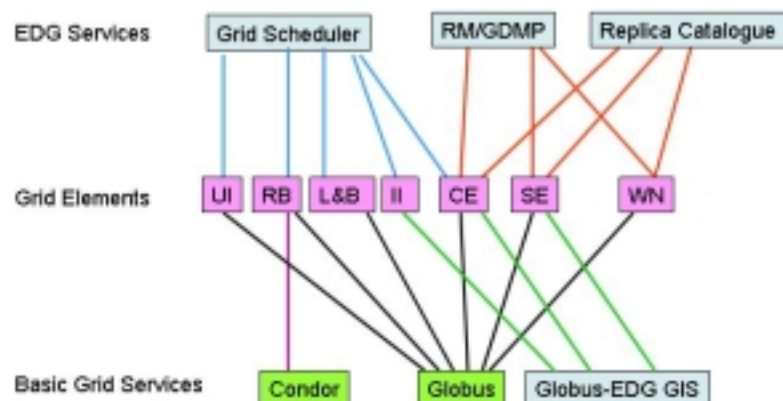 EDG Services
Grid Scheduler
RM/GDMP
Replica Catalogue
Grid Elements
UI
RB
L&B
II
CE
SE
WN
Basic Grid Services
Condor
Globus
Globus-EDG GIS